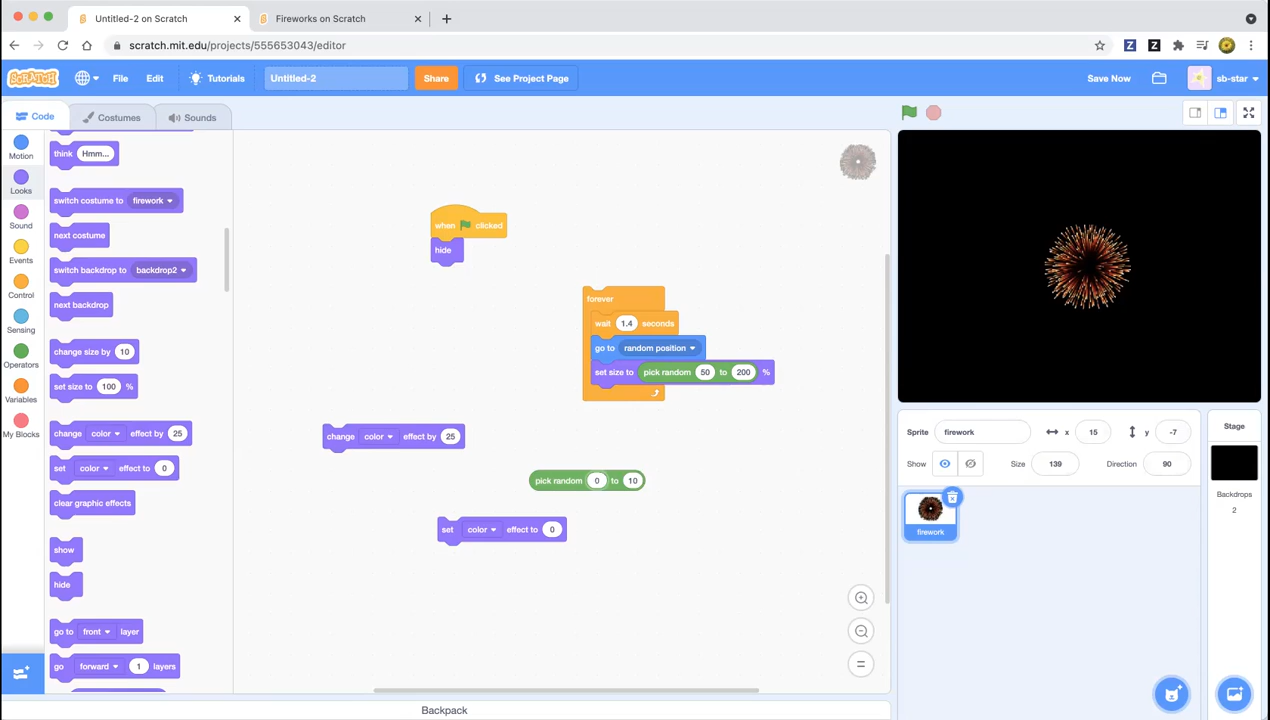 Untitled-2 on Scratch
Fireworks on Scratch
scratch.mit.edu/projects/555653043/editor
SCRATCH
File
Edit
Tutorials
Untitled-2
Share
See Project Page
Save Now
sb-star
Code
Costumes
Sounds
Motion
Looks
Sound
Events
Control
Sensing
Operators
Variables
My Blocks
think Hmm...
switch costume to firework
next costume
switch backdrop to backdrop2
next backdrop
change size by 10
set size to 100 %
change color effect by 25
set color effect to 0
clear graphic effects
show
hide
go to front layer
go forward 1 layers
when clicked
hide
forever
wait 1.4 seconds
go to random position
set size to pick random 50 to 200 %
change color effect by 25
pick random 0 to 10
set color effect to 0
Backpack
Sprite firework x 15 y -7
Show Size 139 Direction 90
firework
Stage
Backdrops
2